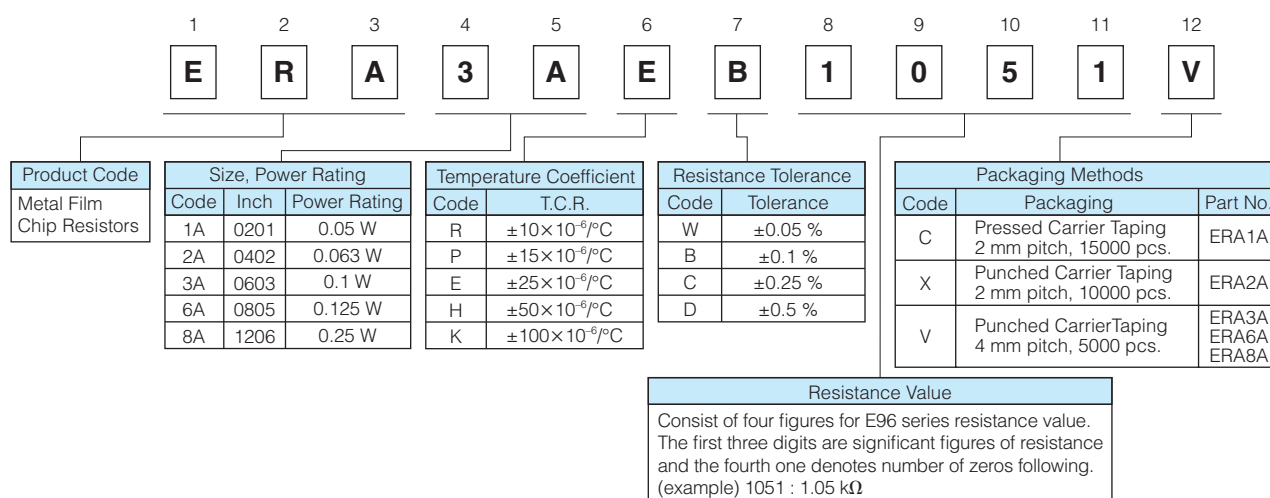 1 2 3 4 5 6 7 8 9 10 11 12
E R A 3 A E B 1 0 5 1 V
Product Code
Metal Film
Chip Resistors
Size, Power Rating
Code Inch Power Rating
1A 0201 0.05 W
2A 0402 0.063 W
3A 0603 0.1 W
6A 0805 0.125 W
8A 1206 0.25 W
Temperature Coefficient
Code T.C.R.
R ±10×10⁻⁶/°C
P ±15×10⁻⁶/°C
E ±25×10⁻⁶/°C
H ±50×10⁻⁶/°C
K ±100×10⁻⁶/°C
Resistance Tolerance
Code Tolerance
W ±0.05 %
B ±0.1 %
C ±0.25 %
D ±0.5 %
Packaging Methods
Code Packaging Part No.
C Pressed Carrier Taping
2 mm pitch, 15000 pcs. ERA1A
X Punched Carrier Taping
2 mm pitch, 10000 pcs. ERA2A
V Punched CarrierTaping
4 mm pitch, 5000 pcs. ERA3A
ERA6A
ERA8A
Resistance Value
Consist of four figures for E96 series resistance value.
The first three digits are significant figures of resistance
and the fourth one denotes number of zeros following.
(example) 1051 : 1.05 kΩ